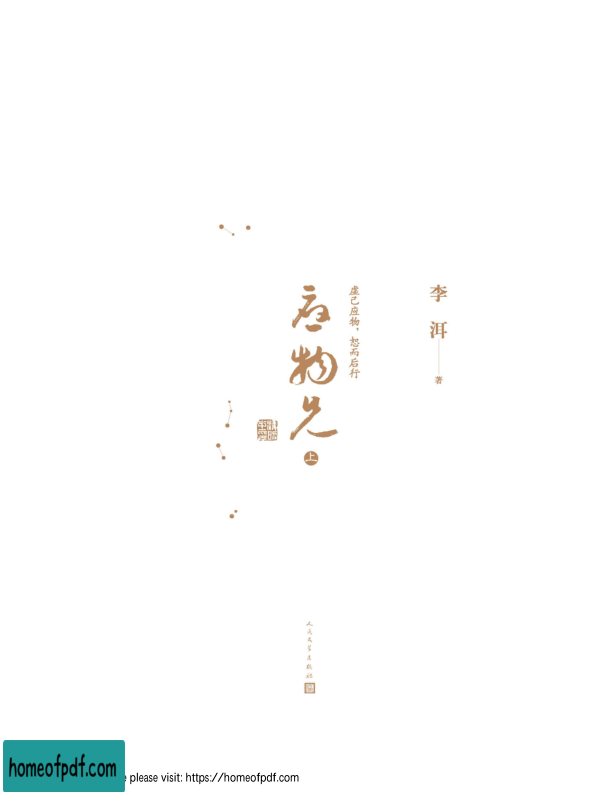 李洱
著
虚己应物，恕而后行
应物兄
上
人民文学出版社
homeofpdf.com
please visit: https://homeofpdf.com